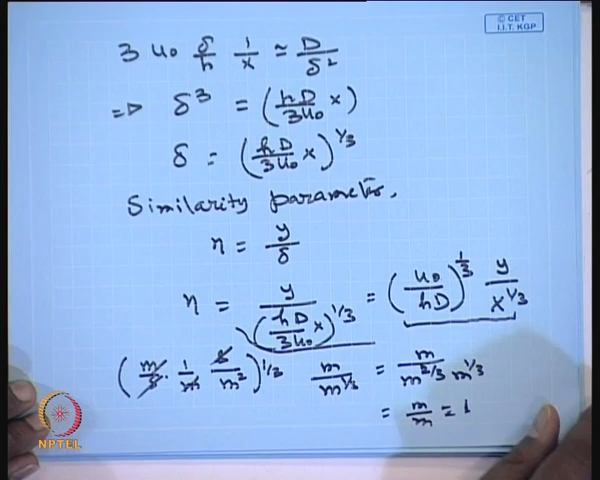 © CET
I.I.T. KGP
3 u₀ δ/h 1/x ≃ D/δ²
⇒ δ³ = (hD/3u₀ x)
δ = (hD/3u₀ x)^1/3
Similarity parameter.
η = y/δ
η = y/(hD/3u₀ x)^1/3 = (u₀/hD)^1/3 y/x^1/3
(m/s · 1/m · s/m²)^1/3 m/m^1/3 = m/m^2/3 m^1/3
= m/m = 1
NPTEL